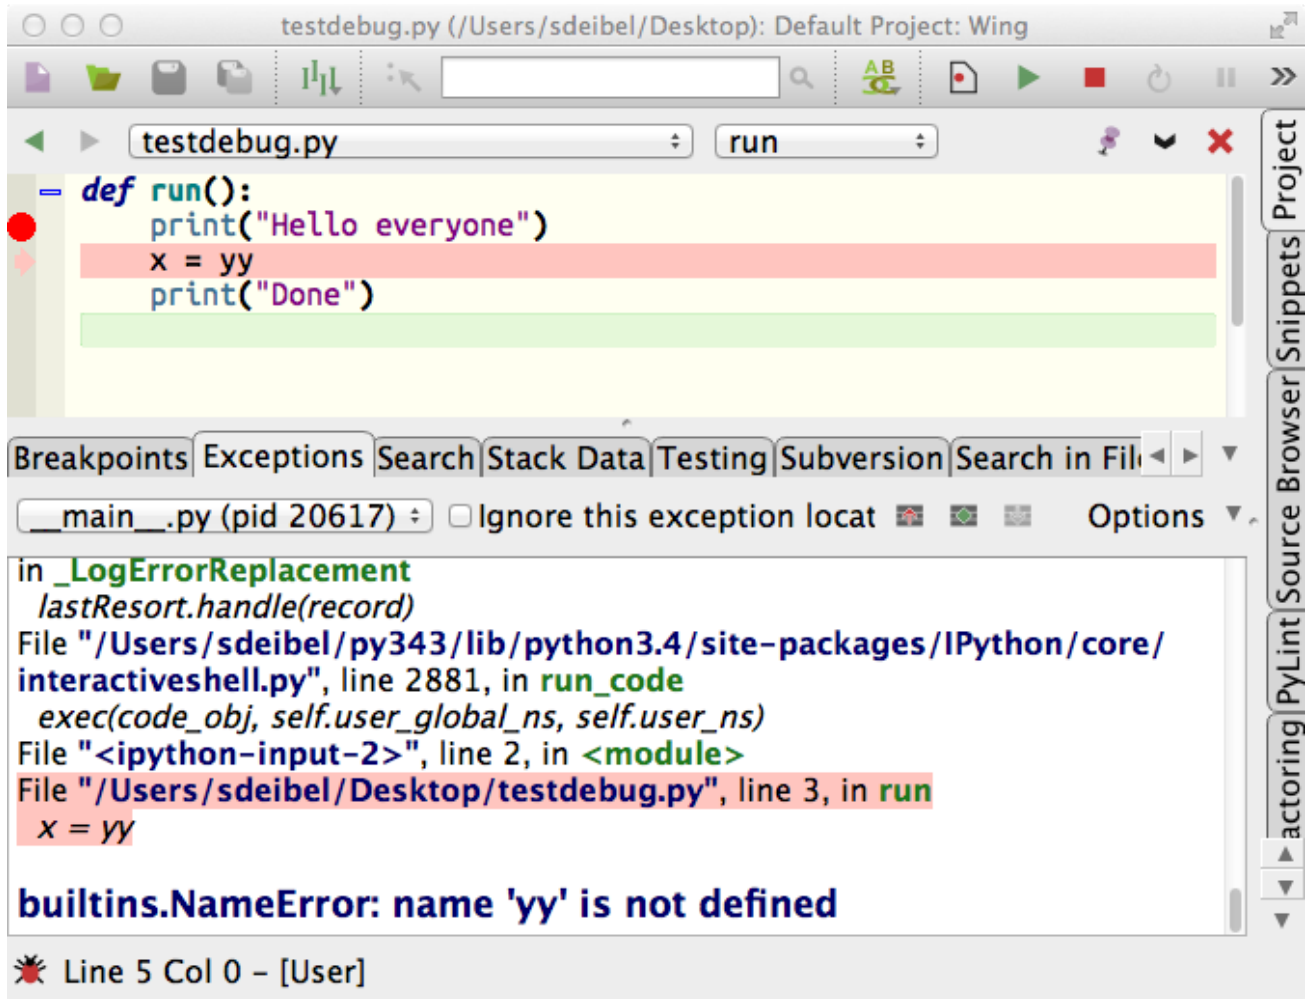 testdebug.py (/Users/sdeibel/Desktop): Default Project: Wing
AB
testdebug.py
run
def run():
print("Hello everyone")
x = yy
print("Done")
Breakpoints Exceptions Search Stack Data Testing Subversion Search in Fil
__main__.py (pid 20617) Ignore this exception locat Options
in _LogErrorReplacement
lastResort.handle(record)
File "/Users/sdeibel/py343/lib/python3.4/site-packages/IPython/core/
interactiveshell.py", line 2881, in run_code
exec(code_obj, self.user_global_ns, self.user_ns)
File "<ipython-input-2>", line 2, in <module>
File "/Users/sdeibel/Desktop/testdebug.py", line 3, in run
x = yy
builtins.NameError: name 'yy' is not defined
Line 5 Col 0 – [User]
Project
Snippets
Source Browser
PyLint
actoring